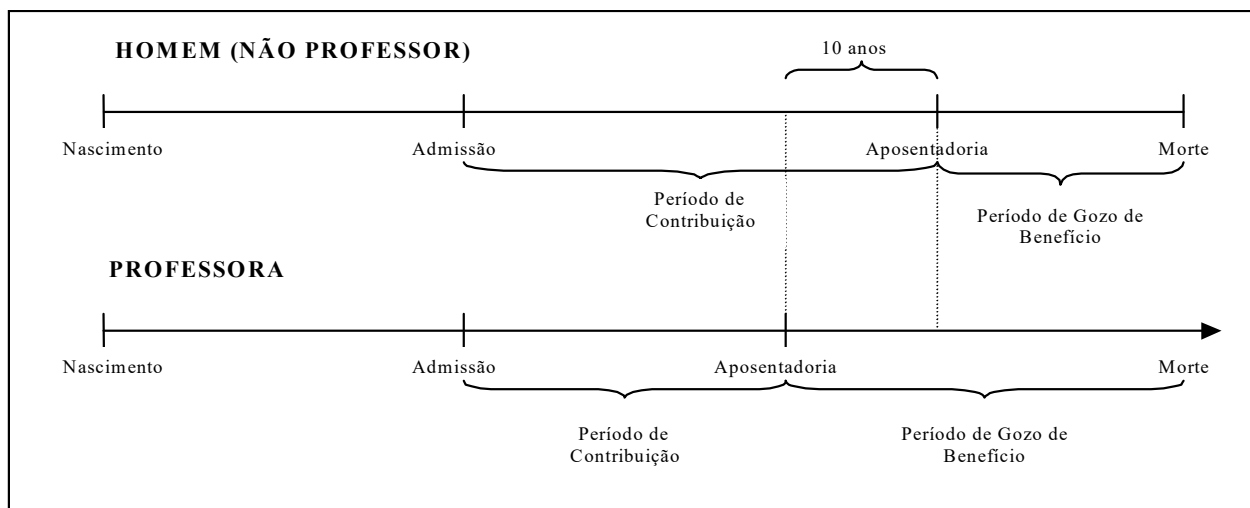 10 anos
HOMEM (NÃO PROFESSOR)
Nascimento
Admissão
Aposentadoria
Morte
Período de
Contribuição
Período de Gozo de
Benefício
PROFESSORA
Nascimento
Admissão
Aposentadoria
Morte
Período de
Contribuição
Período de Gozo de
Benefício